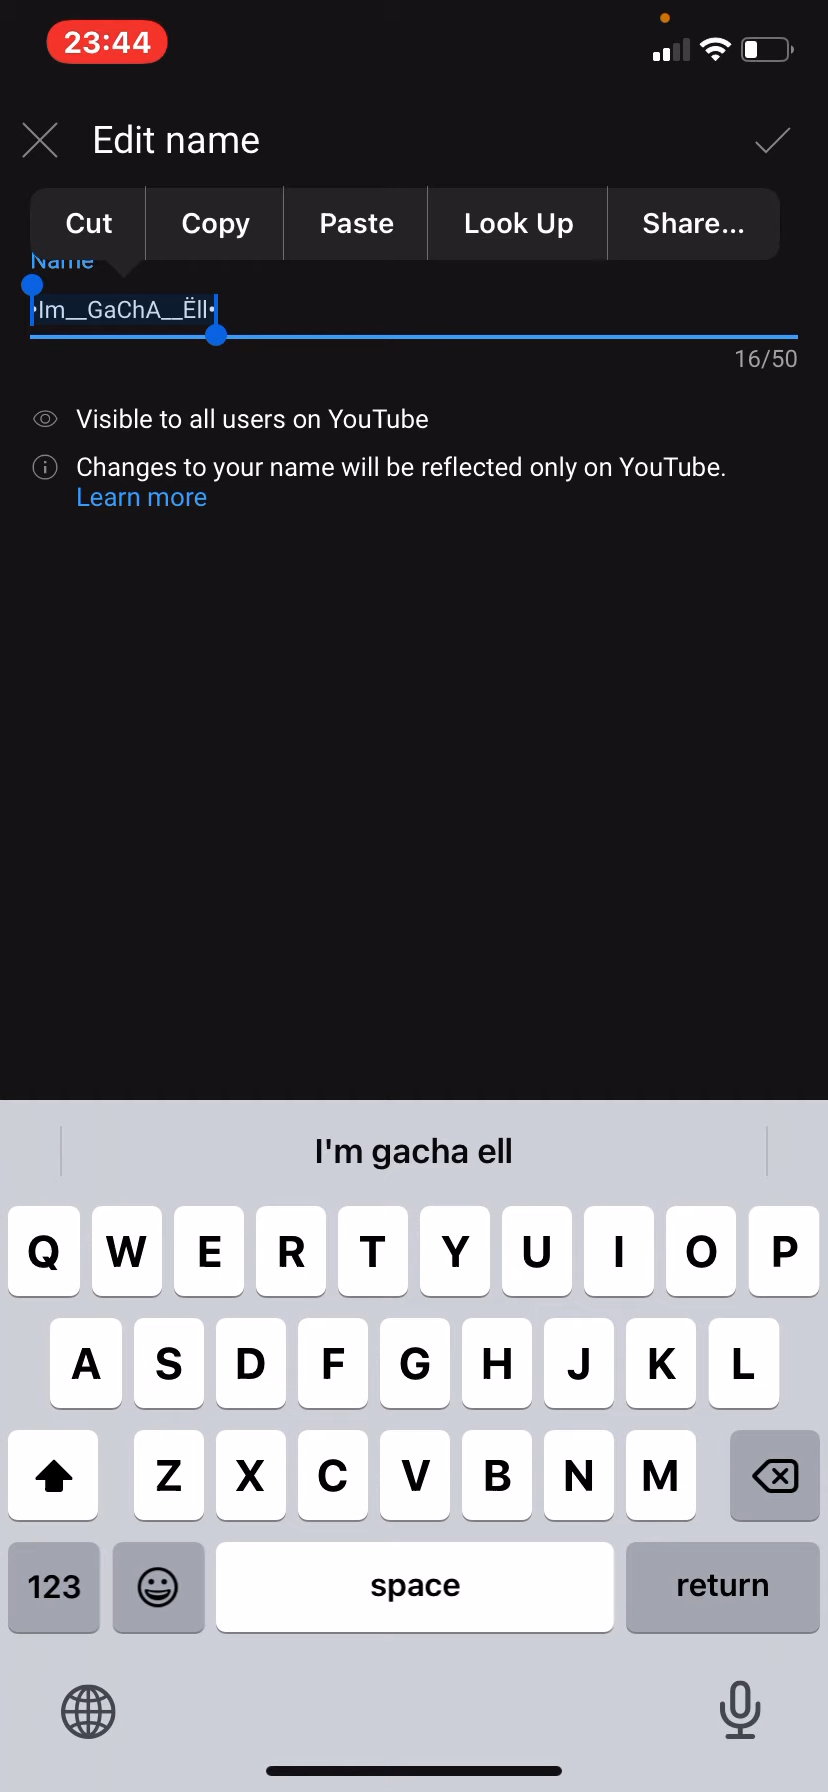 23:44
Edit name
Cut Copy Paste Look Up Share...
Name
•Im__GaChA__Ëll•
16/50
Visible to all users on YouTube
Changes to your name will be reflected only on YouTube.
Learn more
I'm gacha ell
Q W E R T Y U I O P
A S D F G H J K L
Z X C V B N M
123 space return